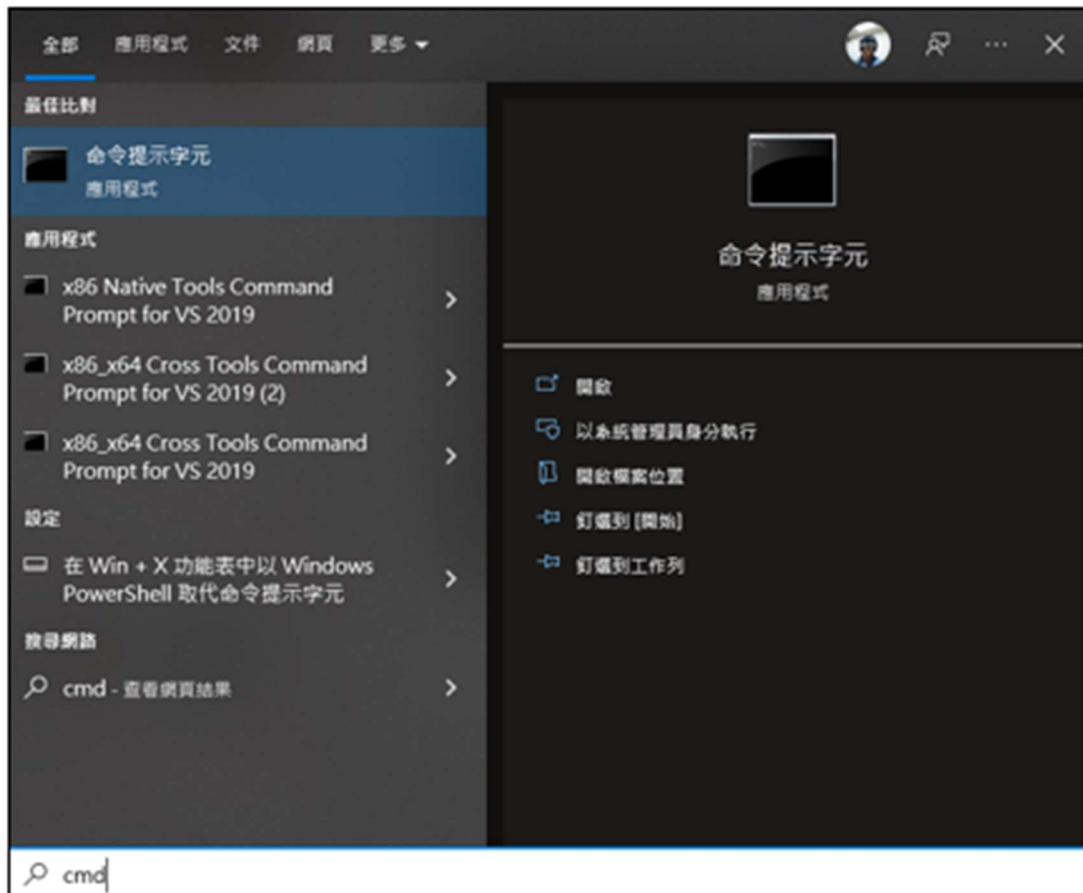 全部 應用程式 文件 網頁 更多
最佳比對
命令提示字元
應用程式
應用程式
x86 Native Tools Command
Prompt for VS 2019
x86_x64 Cross Tools Command
Prompt for VS 2019 (2)
x86_x64 Cross Tools Command
Prompt for VS 2019
設定
在 Win + X 功能表中以 Windows
PowerShell 取代命令提示字元
搜尋網路
cmd - 查看網頁結果
命令提示字元
應用程式
開啟
以系統管理員身分執行
開啟檔案位置
釘選到 [開始]
釘選到工作列
cmd